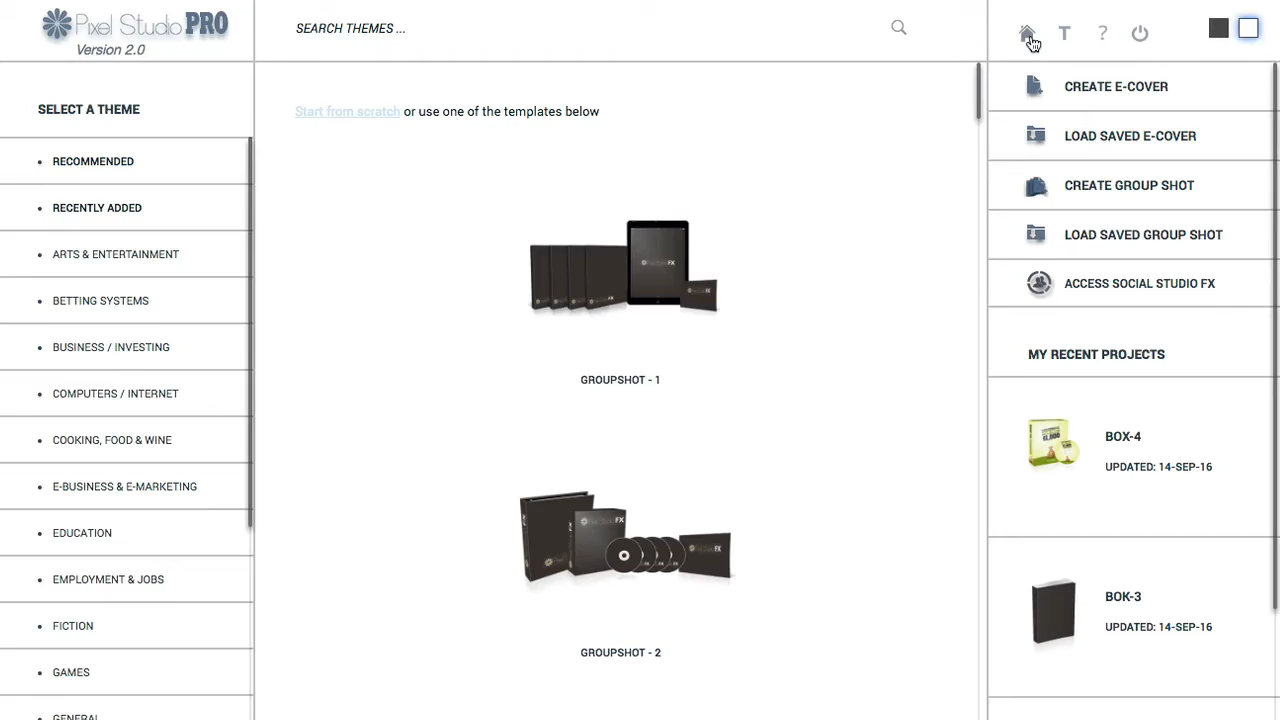 Pixel Studio PRO
Version 2.0
SEARCH THEMES ...
T
?
SELECT A THEME
RECOMMENDED
RECENTLY ADDED
ARTS & ENTERTAINMENT
BETTING SYSTEMS
BUSINESS / INVESTING
COMPUTERS / INTERNET
COOKING, FOOD & WINE
E-BUSINESS & E-MARKETING
EDUCATION
EMPLOYMENT & JOBS
FICTION
GAMES
GENERAL
Start from scratch or use one of the templates below
GROUPSHOT - 1
Pixel Studio FX
GROUPSHOT - 2
CREATE E-COVER
LOAD SAVED E-COVER
CREATE GROUP SHOT
LOAD SAVED GROUP SHOT
ACCESS SOCIAL STUDIO FX
MY RECENT PROJECTS
BOX-4
UPDATED: 14-SEP-16
BOK-3
UPDATED: 14-SEP-16